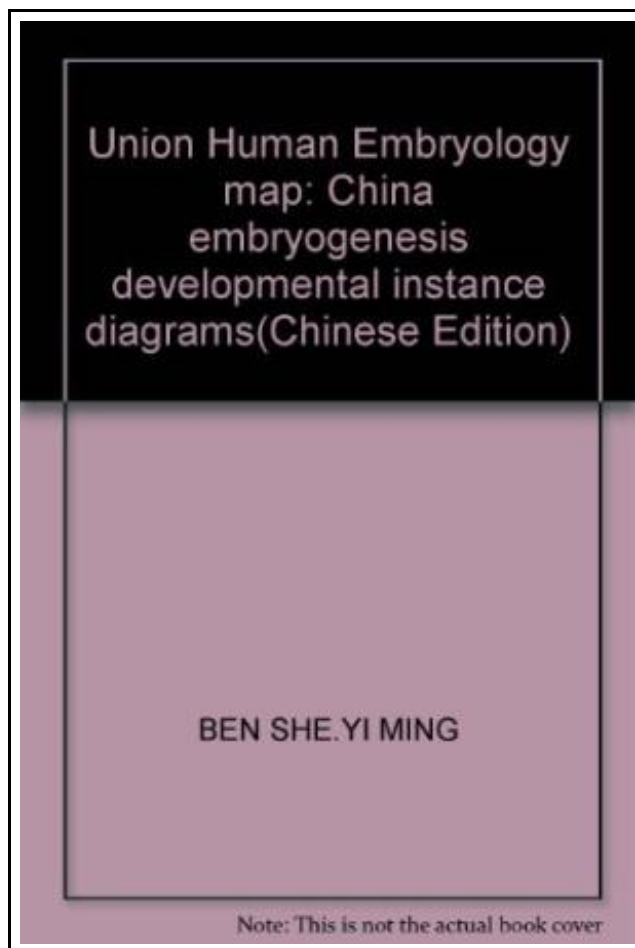 Union Human Embryology
map: China
embryogenesis
developmental instance
diagrams(Chinese Edition)
BEN SHE.YI MING
Note: This is not the actual book cover